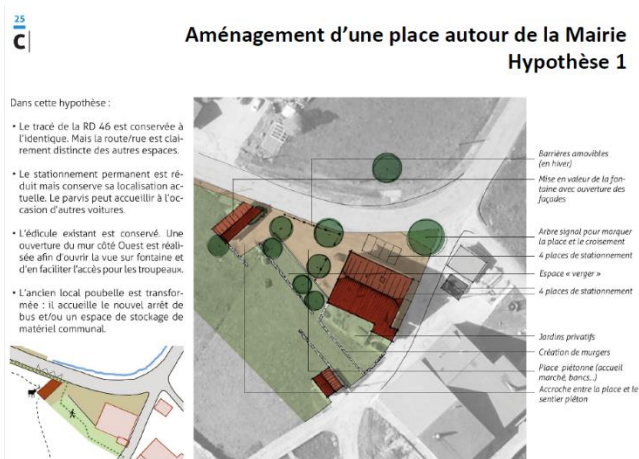 25
C
Aménagement d'une place autour de la Mairie
Hypothèse 1
Dans cette hypothèse :
• Le tracé de la RD 46 est conservée à
l'identique. Mais la route/rue est clai-
rement distincte des autres espaces.
• Le stationnement permanent est ré-
duit mais conserve sa localisation ac-
tuelle. Le parvis peut accueillir à l'oc-
casion d'autres voitures.
• L'édicule existant est conservé. Une
ouverture du mur côté Ouest est réali-
sée afin d'ouvrir la vue sur fontaine et
d'en faciliter l'accès pour les troupeaux.
• L'ancien local poubelle est transfor-
mée : il accueille le nouvel arrêt de
bus et/ou un espace de stockage de
matériel communal.
Barrières amovibles
(en hiver)
Mise en valeur de la fon-
taine avec ouverture des
façades
Arbre signal pour marquer
la place et le croisement
4 places de stationnement
Espace « verger »
4 places de stationnement
Jardins privatifs
Création de murgers
Place piétonne (accueil
marché, bancs...)
Accroche entre la place et le
sentier piéton